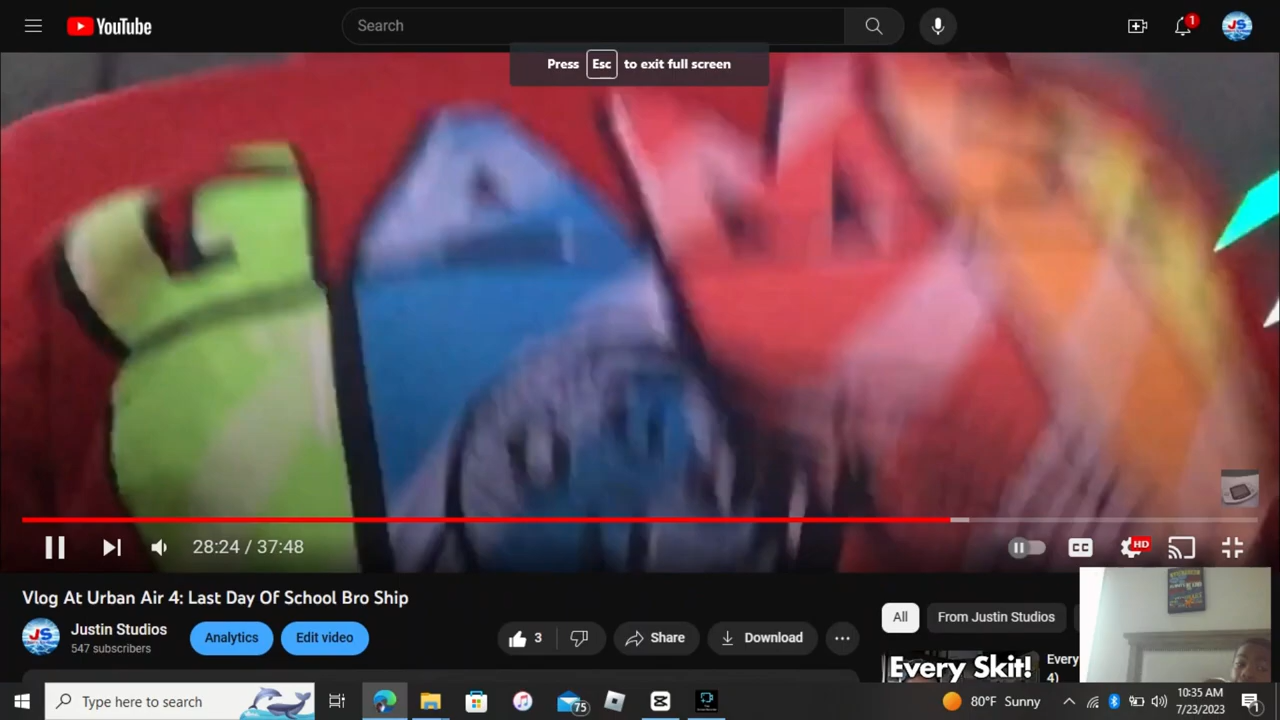 YouTube
Search
1
JS
Press Esc to exit full screen
28:24 / 37:48
CC
HD
Vlog At Urban Air 4: Last Day Of School Bro Ship
JS
Justin Studios
547 subscribers
Analytics
Edit video
3
Share
Download
All
From Justin Studios
Every Skit!
Every
4)
Type here to search
75
80°F Sunny
10:35 AM
7/23/2023
1